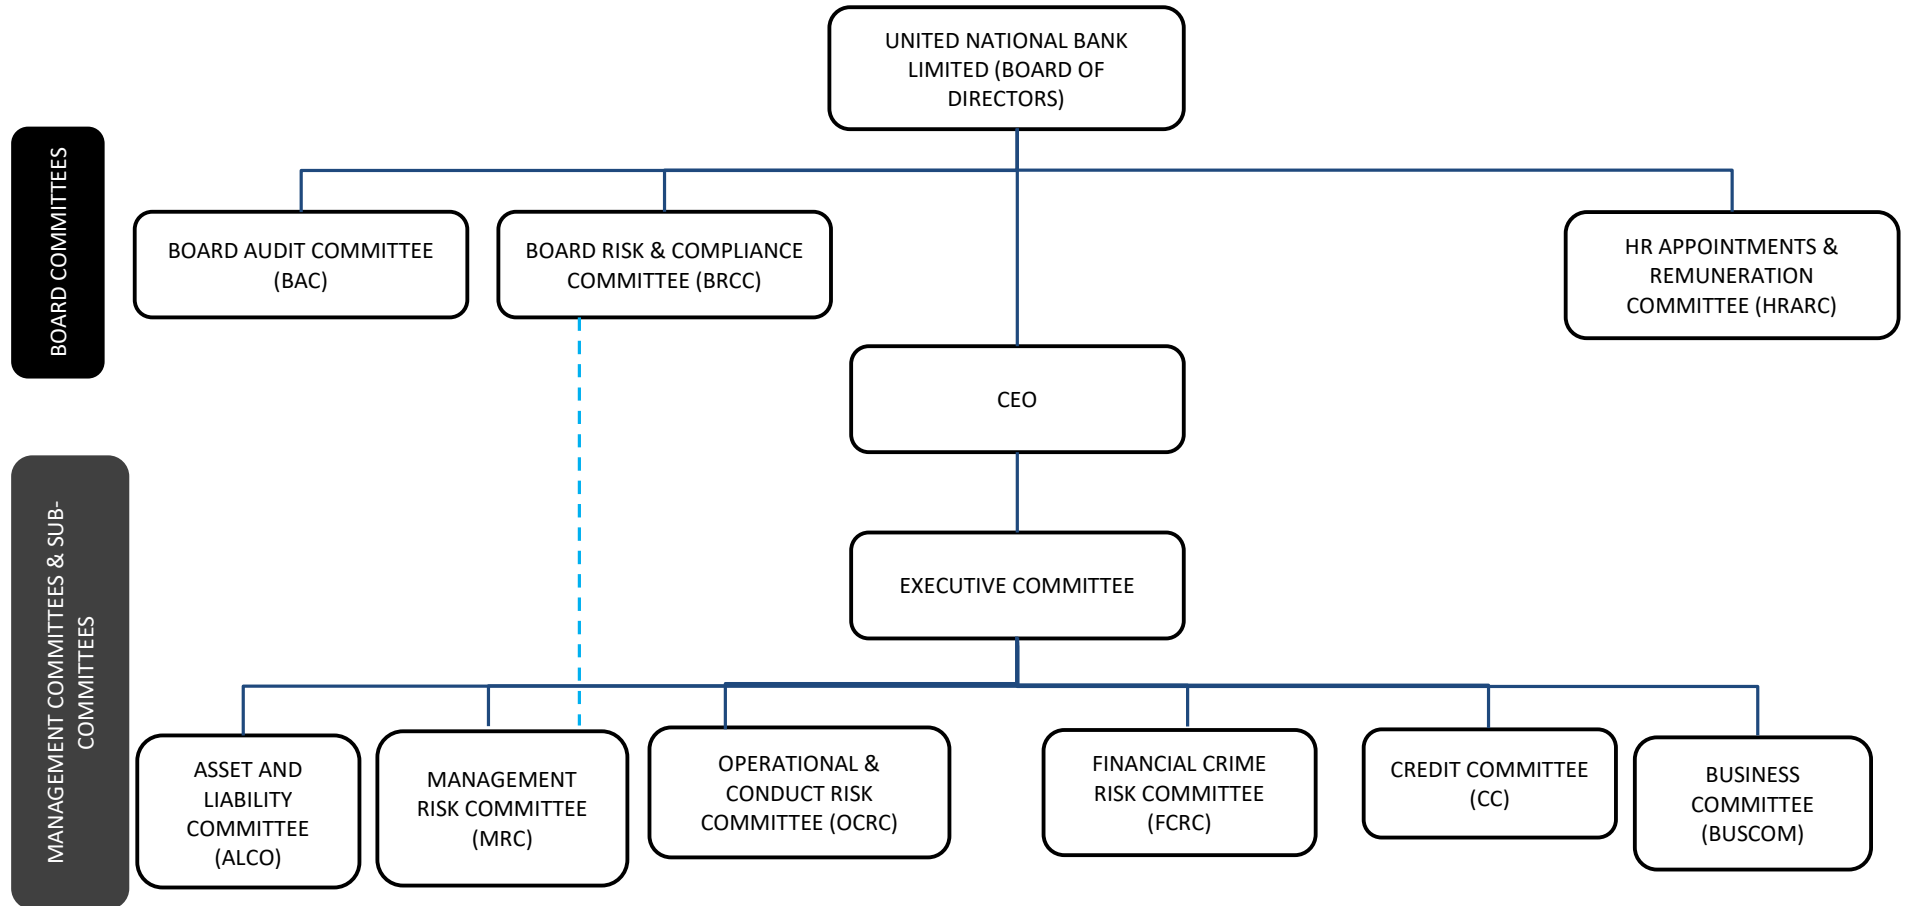 UNITED NATIONAL BANK
LIMITED (BOARD OF
DIRECTORS)
BOARD COMMITTEES
BOARD AUDIT COMMITTEE
(BAC)
BOARD RISK & COMPLIANCE
COMMITTEE (BRCC)
HR APPOINTMENTS &
REMUNERATION
COMMITTEE (HRARC)
CEO
MANAGEMENT COMMITTEES & SUB-
COMMITTEES
EXECUTIVE COMMITTEE
ASSET AND
LIABILITY
COMMITTEE
(ALCO)
MANAGEMENT
RISK COMMITTEE
(MRC)
OPERATIONAL &
CONDUCT RISK
COMMITTEE (OCRC)
FINANCIAL CRIME
RISK COMMITTEE
(FCRC)
CREDIT COMMITTEE
(CC)
BUSINESS
COMMITTEE
(BUSCOM)